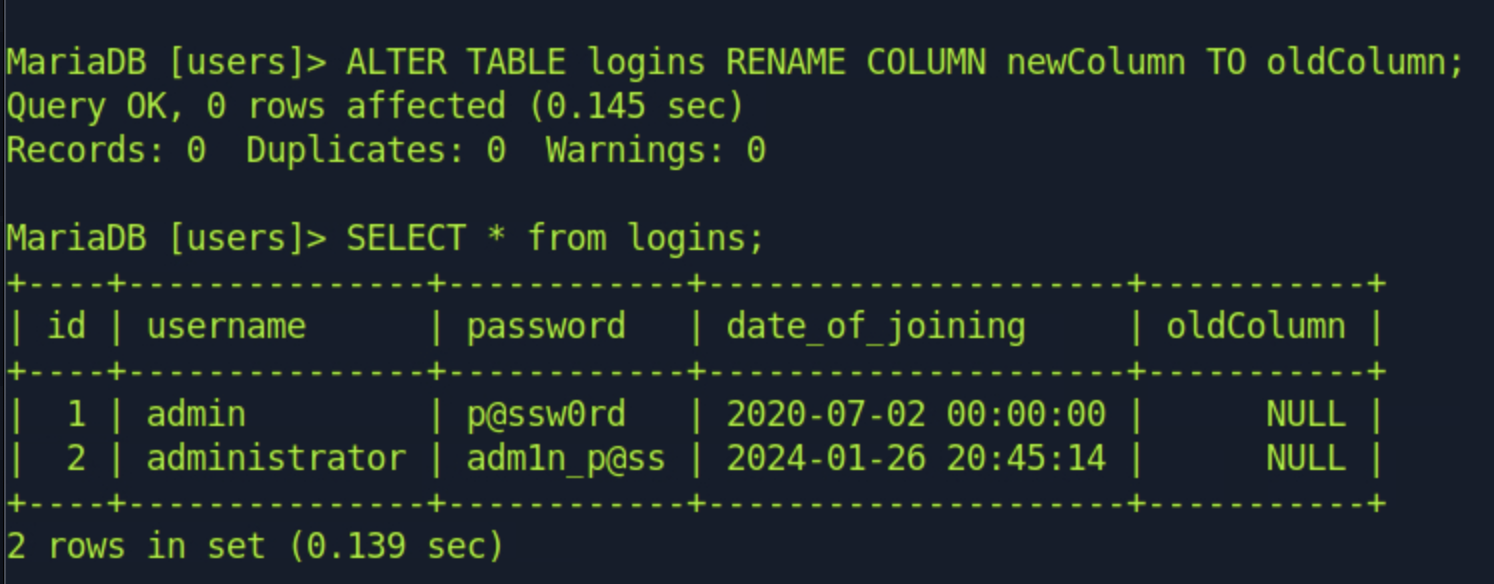 MariaDB [users]> ALTER TABLE logins RENAME COLUMN newColumn TO oldColumn;
Query OK, 0 rows affected (0.145 sec)
Records: 0  Duplicates: 0  Warnings: 0
MariaDB [users]> SELECT * from logins;
+----+---------------+------------+---------------------+-----------+
| id | username      | password   | date_of_joining     | oldColumn |
+----+---------------+------------+---------------------+-----------+
|  1 | admin         | p@ssw0rd   | 2020-07-02 00:00:00 |      NULL |
|  2 | administrator | adm1n_p@ss | 2024-01-26 20:45:14 |      NULL |
+----+---------------+------------+---------------------+-----------+
2 rows in set (0.139 sec)